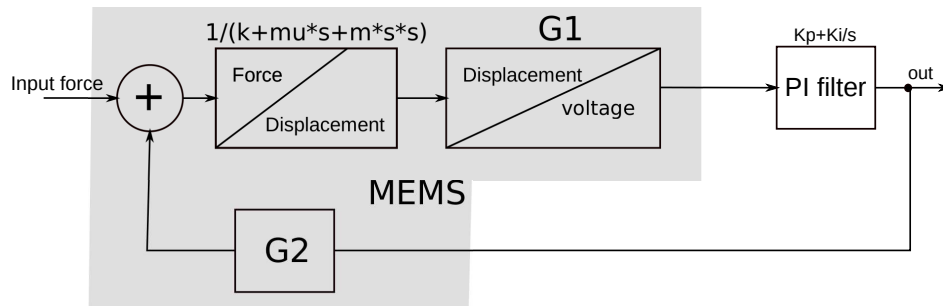 1/(k+mu*s+m*s*s)
G1
Kp+Ki/s
Input force
+
Force
Displacement
Displacement
voltage
PI filter
out
MEMS
G2